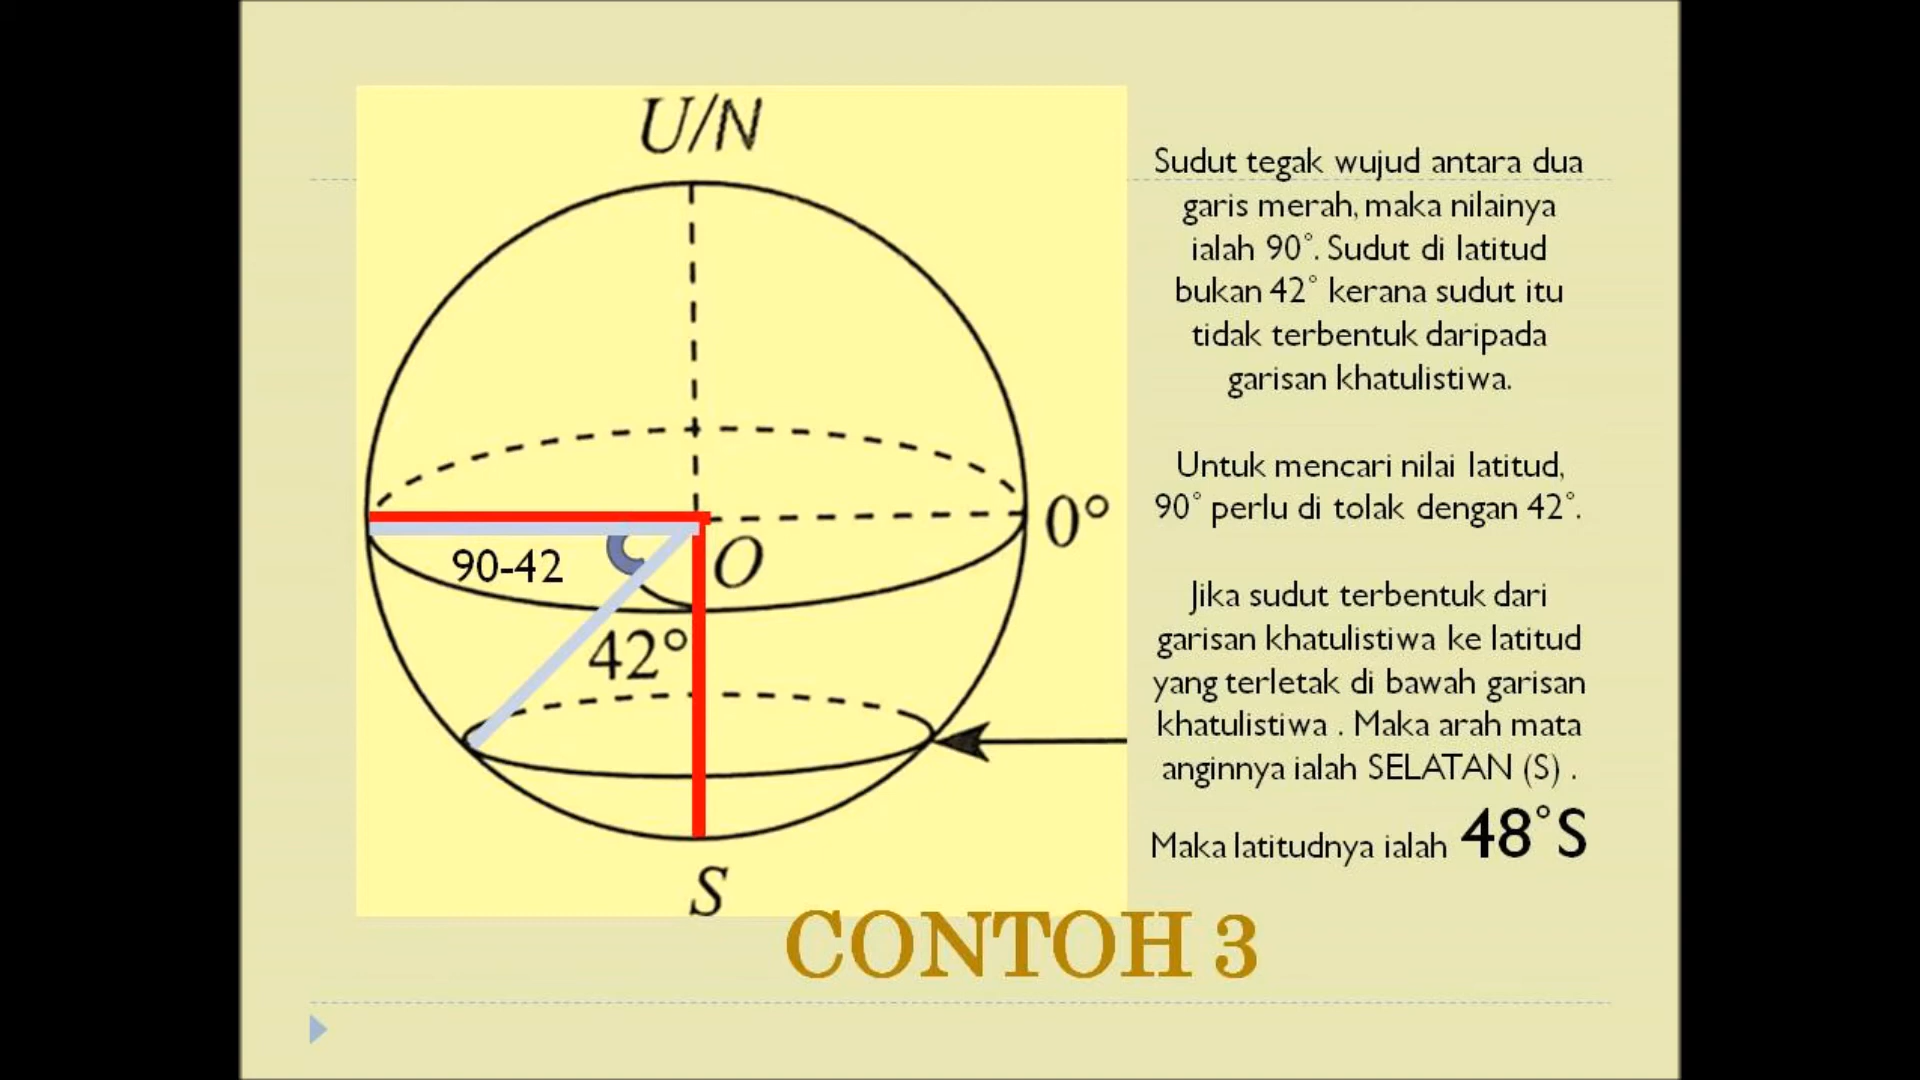 U/N
Sudut tegak wujud antara dua
garis merah, maka nilainya
ialah 90°. Sudut di latitud
bukan 42° kerana sudut itu
tidak terbentuk daripada
garisan khatulistiwa.
Untuk mencari nilai latitud,
90° perlu di tolak dengan 42°.
Jika sudut terbentuk dari
garisan khatulistiwa ke latitud
yang terletak di bawah garisan
khatulistiwa . Maka arah mata
anginnya ialah SELATAN (S) .
Maka latitudnya ialah 48°S
0°
O
90-42
42°
S
CONTOH 3